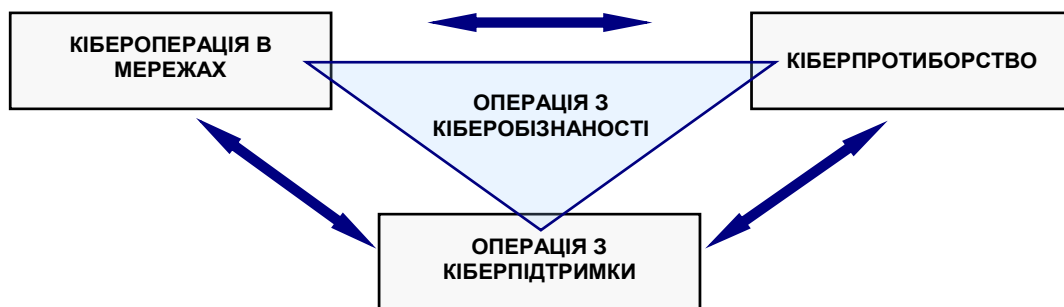 КІБЕРОПЕРАЦІЯ В
МЕРЕЖАХ
КІБЕРПРОТИБОРСТВО
ОПЕРАЦІЯ З
КІБЕРОБІЗНАНОСТІ
ОПЕРАЦІЯ З
КІБЕРПІДТРИМКИ